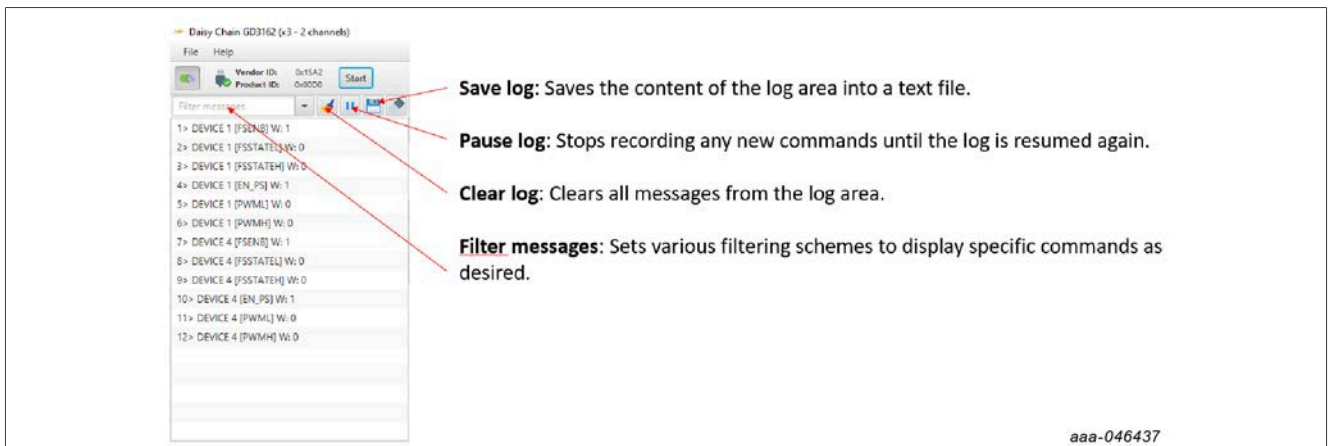 Daisy Chain GD3162 (x3 - 2 channels)
File Help
Vendor ID: 0x15A2
Product ID: 0x00D0
Start
Filter messages
1> DEVICE 1 [FSENB] W: 1
2> DEVICE 1 [FSSTATEL] W: 0
3> DEVICE 1 [FSSTATEH] W: 0
4> DEVICE 1 [EN_PS] W: 1
5> DEVICE 1 [PWML] W: 0
6> DEVICE 1 [PWMH] W: 0
7> DEVICE 4 [FSENB] W: 1
8> DEVICE 4 [FSSTATEL] W: 0
9> DEVICE 4 [FSSTATEH] W: 0
10> DEVICE 4 [EN_PS] W: 1
11> DEVICE 4 [PWML] W: 0
12> DEVICE 4 [PWMH] W: 0
Save log: Saves the content of the log area into a text file.
Pause log: Stops recording any new commands until the log is resumed again.
Clear log: Clears all messages from the log area.
Filter messages: Sets various filtering schemes to display specific commands as
desired.
aaa-046437